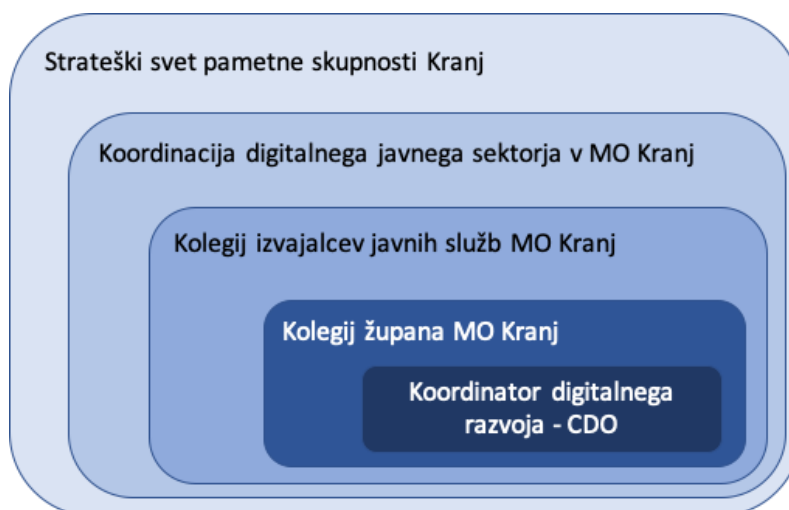 Strateški svet pametne skupnosti Kranj
Koordinacija digitalnega javnega sektorja v MO Kranj
Kolegij izvajalcev javnih služb MO Kranj
Kolegij župana MO Kranj
Koordinator digitalnega
razvoja - CDO